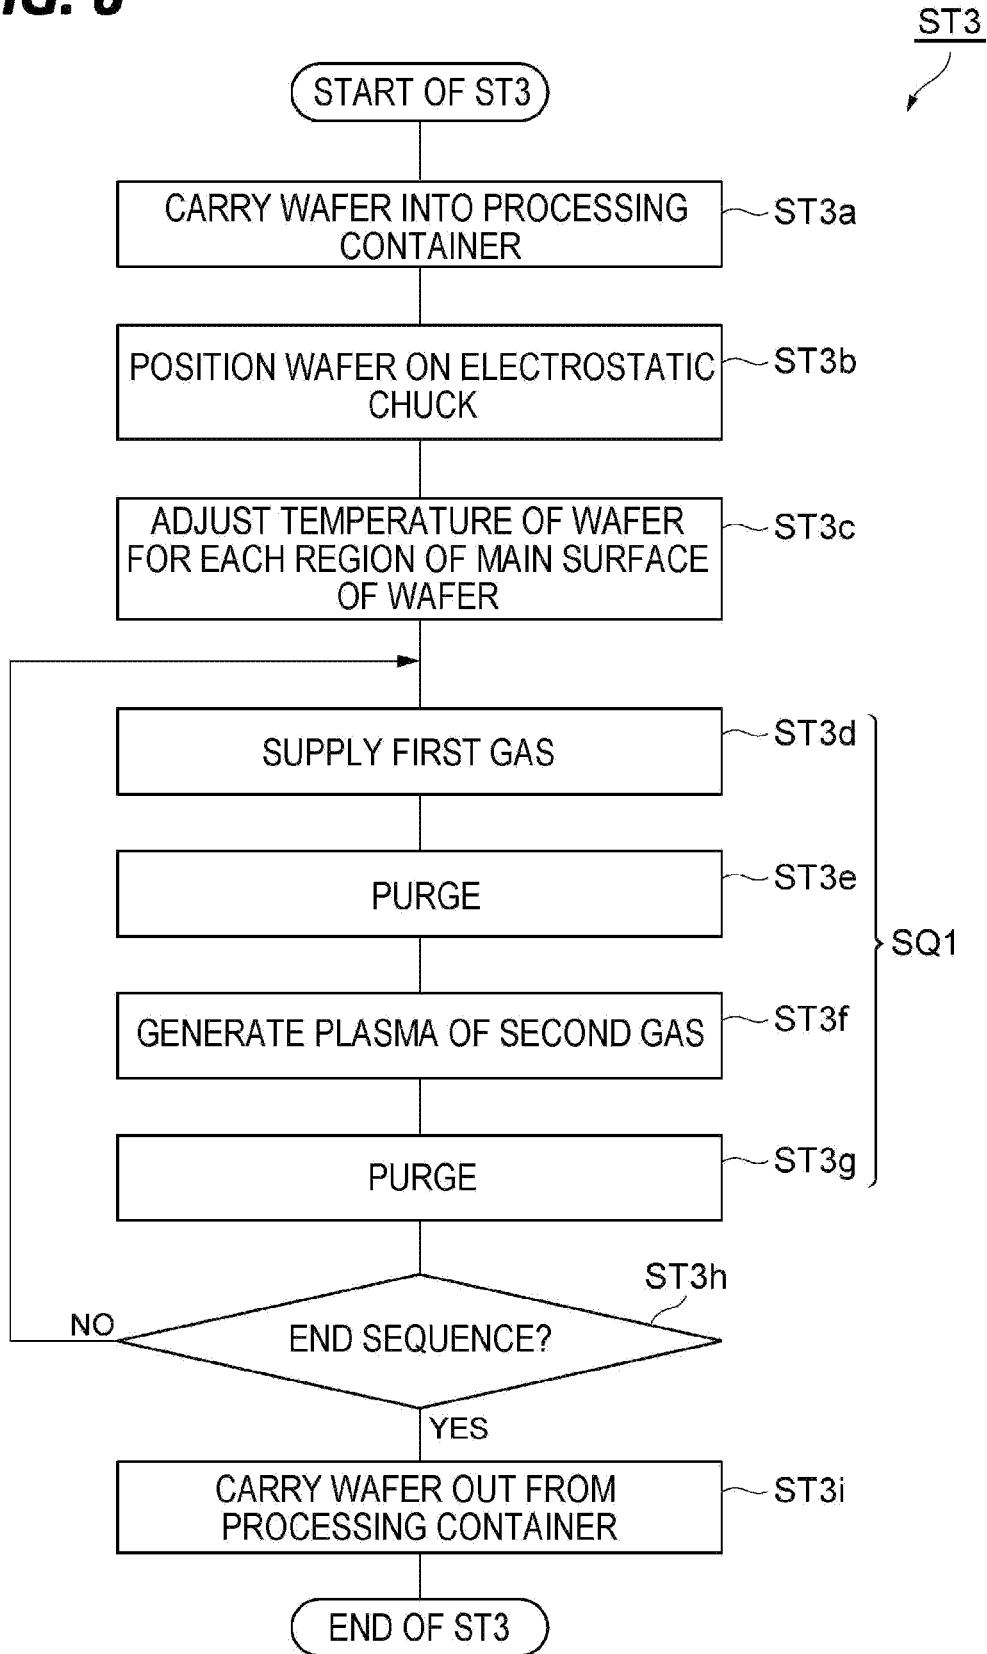 ST3
START OF ST3
CARRY WAFER INTO PROCESSING
CONTAINER
ST3a
POSITION WAFER ON ELECTROSTATIC
CHUCK
ST3b
ADJUST TEMPERATURE OF WAFER
FOR EACH REGION OF MAIN SURFACE
OF WAFER
ST3c
SUPPLY FIRST GAS
ST3d
PURGE
ST3e
SQ1
GENERATE PLASMA OF SECOND GAS
ST3f
PURGE
ST3g
ST3h
NO
END SEQUENCE?
YES
CARRY WAFER OUT FROM
PROCESSING CONTAINER
ST3i
END OF ST3